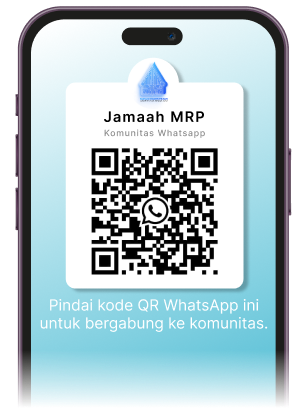 Jamaah MRP
Komunitas Whatsapp
Pindai kode QR WhatsApp ini
untuk bergabung ke komunitas.